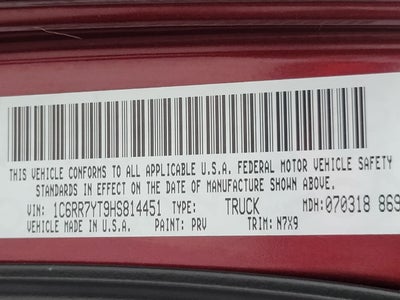 THIS VEHICLE CONFORMS TO ALL APPLICABLE U.S.A. FEDERAL MOTOR VEHICLE SAFETY
STANDARDS IN EFFECT ON THE DATE OF MANUFACTURE SHOWN ABOVE.
VIN: 1C6RR7YT9HS814451 TYPE: TRUCK MDH: 070318 869
VEHICLE MADE IN U.S.A. PAINT: PRV TRIM: N7X9